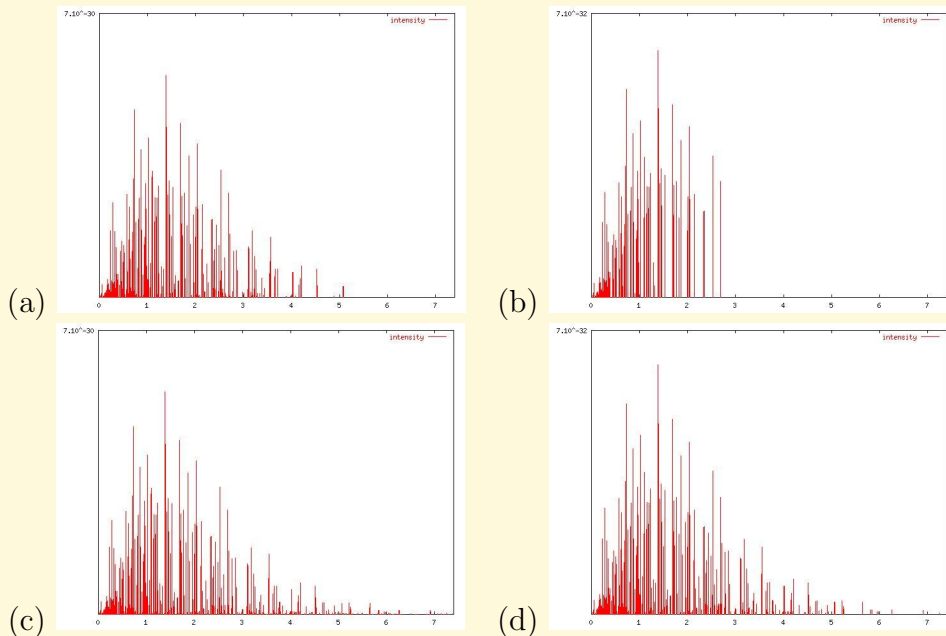 7.10^-30
intensity
0 1 2 3 4 5 6 7
(a)
7.10^-32
intensity
0 1 2 3 4 5 6 7
(b)
7.10^-30
intensity
0 1 2 3 4 5 6 7
(c)
7.10^-32
intensity
0 1 2 3 4 5 6 7
(d)